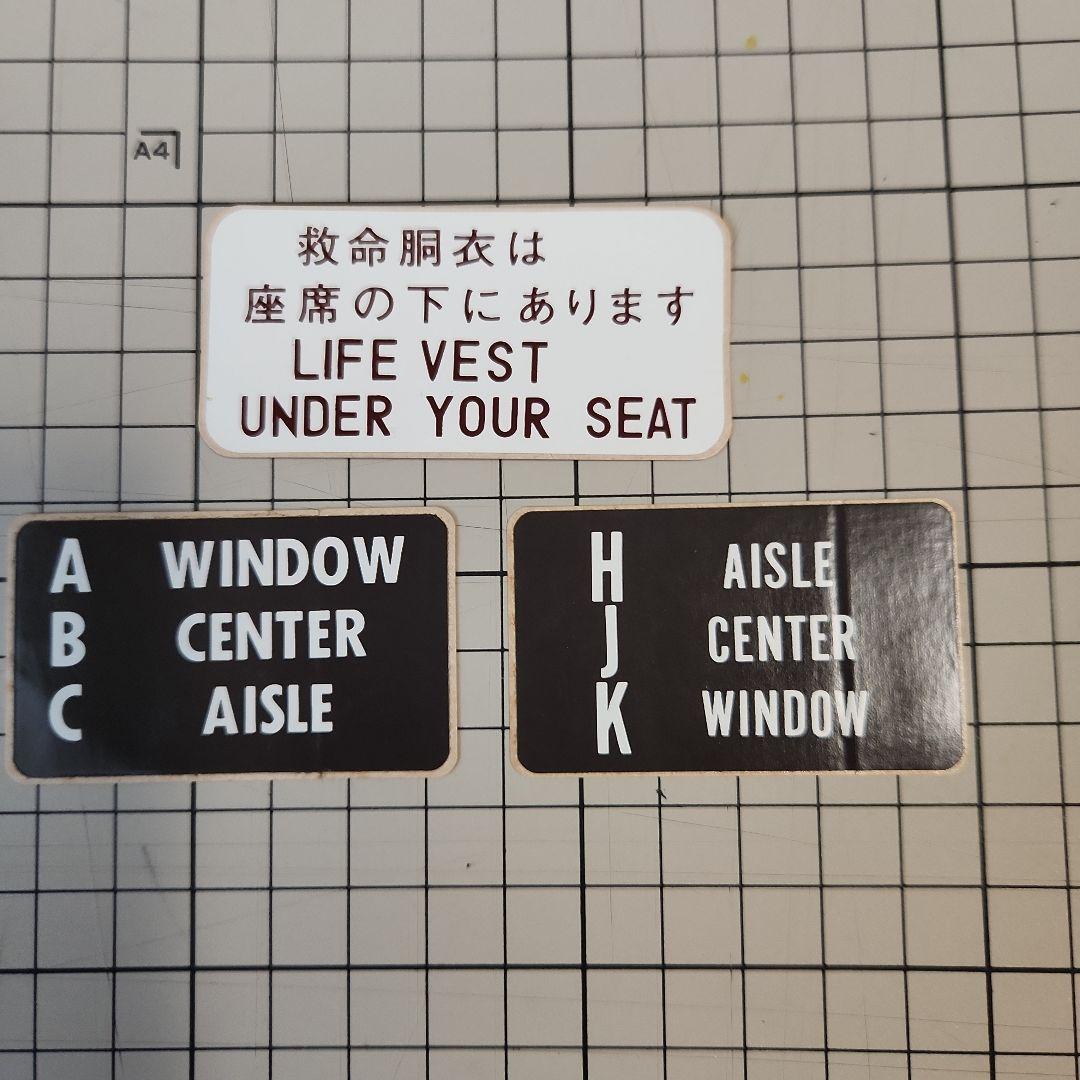 A4
救命胴衣は
座席の下にあります
LIFE VEST
UNDER YOUR SEAT
A WINDOW
B CENTER
C AISLE
H AISLE
J CENTER
K WINDOW